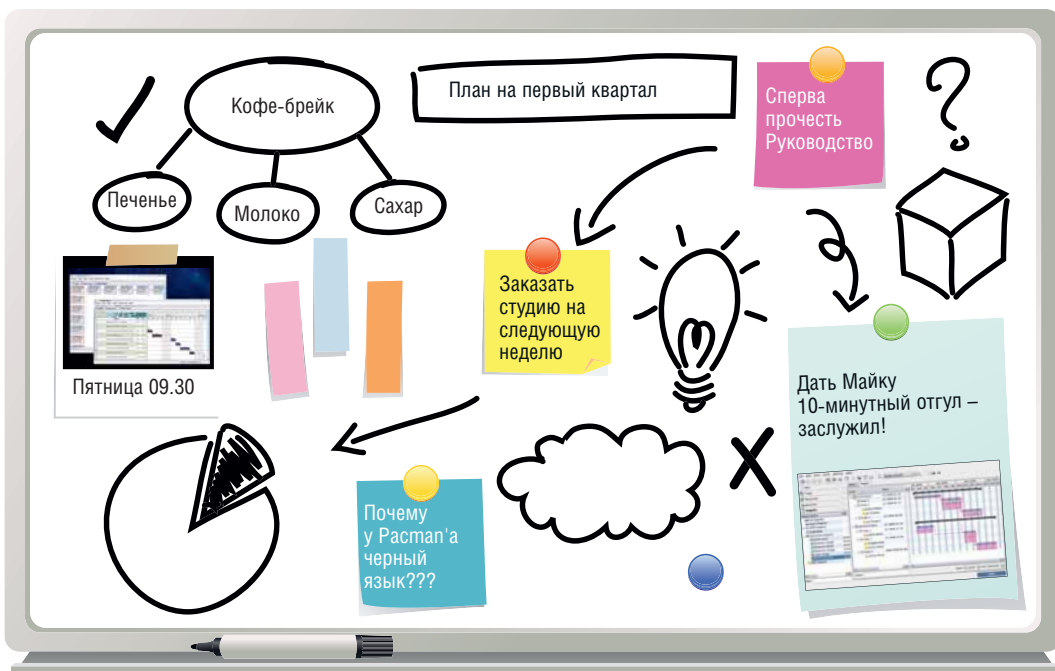 Кофе-брейк
Печенье
Молоко
Сахар
План на первый квартал
Сперва
прочесть
Руководство
Заказать
студию на
следующую
неделю
Пятница 09.30
Дать Майку
10-минутный отгул –
заслужил!
Почему
у Pacman'а
черный
язык???